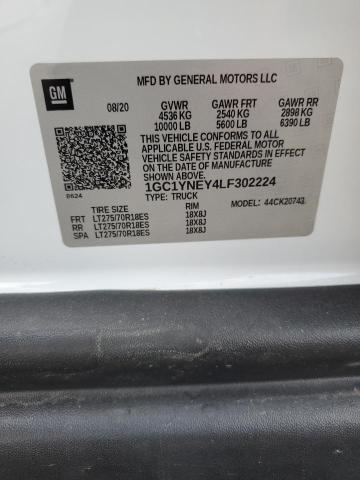 GM
MFD BY GENERAL MOTORS LLC
08/20 GVWR GAWR FRT GAWR RR
4536 KG 2540 KG 2898 KG
10000 LB 5600 LB 6390 LB
THIS VEHICLE CONFORMS TO ALL APPLICABLE
U.S. FEDERAL MOTOR
VEHICLE SAFETY STANDARDS IN EFFECT ON THE
DATE OF MANUFACTURE SHOWN ABOVE.
1GC1YNEY4LF302224
TYPE: TRUCK MODEL: 44CK20743
8624
TIRE SIZE RIM
FRT LT275/70R18ES 18X8J
RR LT275/70R18ES 18X8J
SPA LT275/70R18ES 18X8J